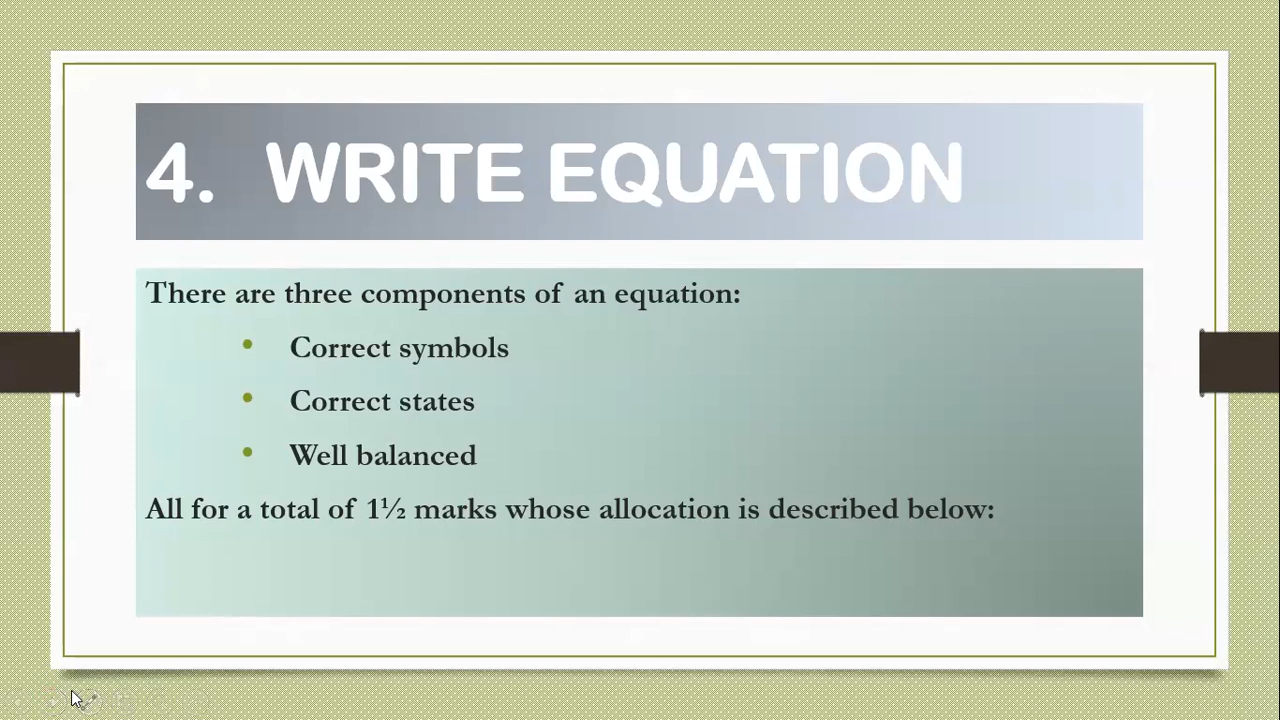 4. WRITE EQUATION
There are three components of an equation:
• Correct symbols
• Correct states
• Well balanced
All for a total of 1½ marks whose allocation is described below: